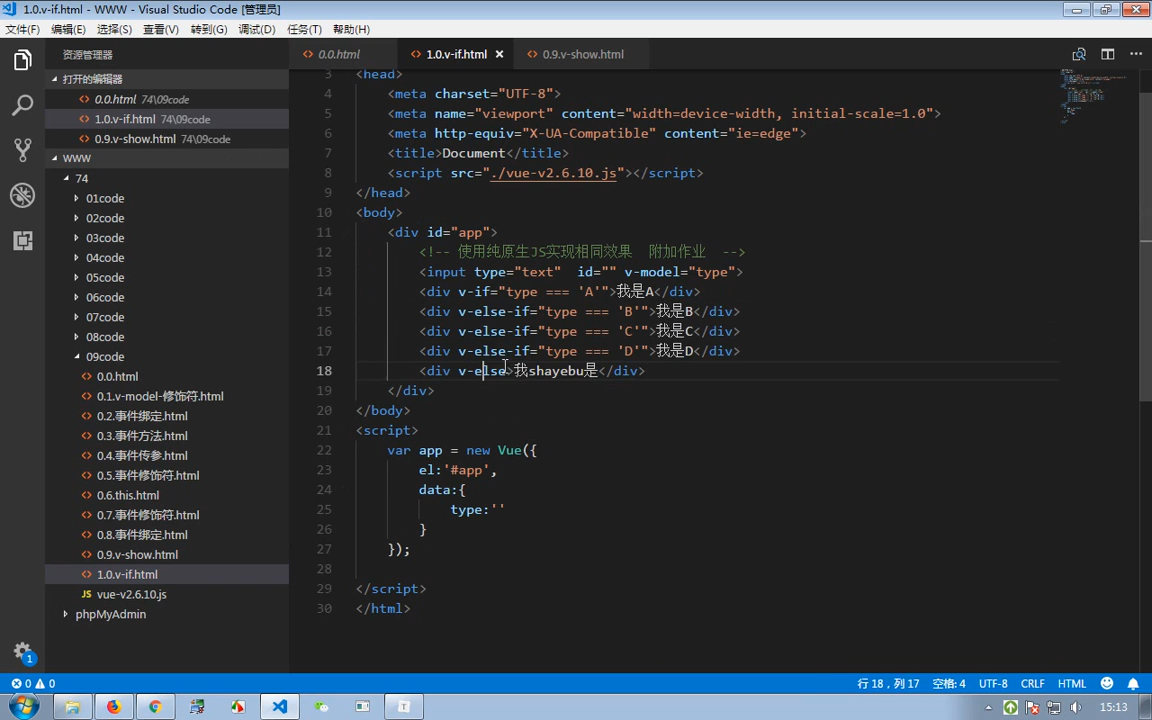 1.0.v-if.html - WWW - Visual Studio Code [管理员]
文件(F) 编辑(E) 选择(S) 查看(V) 转到(G) 调试(D) 任务(T) 帮助(H)
资源管理器
打开的编辑器
0.0.html 74\09code
1.0.v-if.html 74\09code
0.9.v-show.html 74\09code
WWW
74
01code
02code
03code
04code
05code
06code
07code
08code
09code
0.0.html
0.1.v-model-修饰符.html
0.2.事件绑定.html
0.3.事件方法.html
0.4.事件传参.html
0.5.事件修饰符.html
0.6.this.html
0.7.事件修饰符.html
0.8.事件绑定.html
0.9.v-show.html
1.0.v-if.html
JS vue-v2.6.10.js
phpMyAdmin
1
0.0.html 1.0.v-if.html × 0.9.v-show.html
3 <head>
4 <meta charset="UTF-8">
5 <meta name="viewport" content="width=device-width, initial-scale=1.0">
6 <meta http-equiv="X-UA-Compatible" content="ie=edge">
7 <title>Document</title>
8 <script src="./vue-v2.6.10.js"></script>
9 </head>
10 <body>
11 <div id="app">
12 <!-- 使用纯原生JS实现相同效果 附加作业 -->
13 <input type="text" id="" v-model="type">
14 <div v-if="type === 'A'">我是A</div>
15 <div v-else-if="type === 'B'">我是B</div>
16 <div v-else-if="type === 'C'">我是C</div>
17 <div v-else-if="type === 'D'">我是D</div>
18 <div v-else>我shayebu是</div>
19 </div>
20 </body>
21 <script>
22 var app = new Vue({
23 el:'#app',
24 data:{
25 type:''
26 }
27 });
28
29 </script>
30 </html>
0 0 行 18，列 17 空格: 4 UTF-8 CRLF HTML
15:13